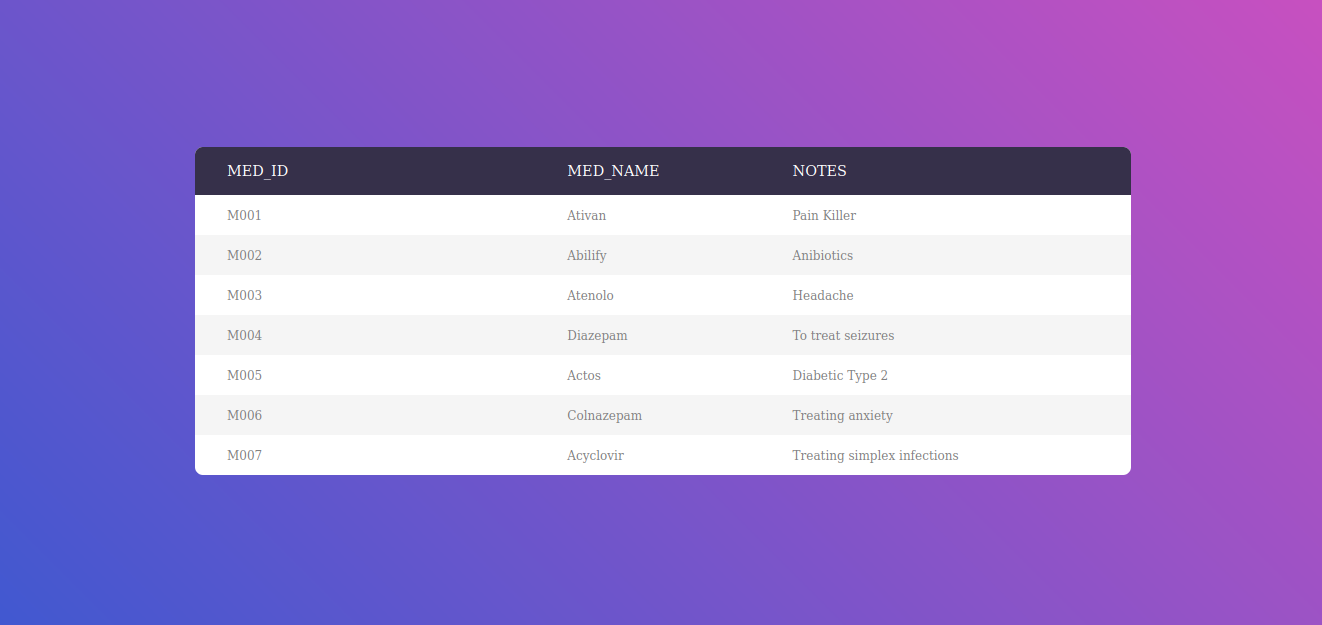 MED_ID MED_NAME NOTES
M001 Ativan Pain Killer
M002 Abilify Anibiotics
M003 Atenolo Headache
M004 Diazepam To treat seizures
M005 Actos Diabetic Type 2
M006 Colnazepam Treating anxiety
M007 Acyclovir Treating simplex infections